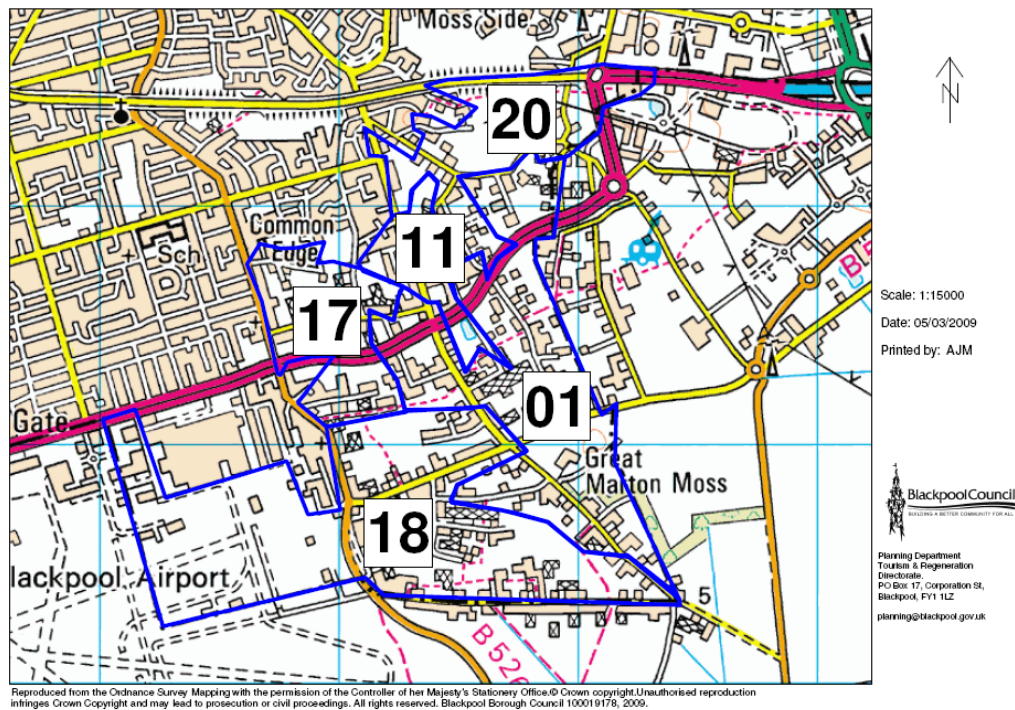 Moss Side
20
Common
Edge
Sch
11
17
B5
Scale: 1:15000
Date: 05/03/2009
Printed by: AJM
Gate
01
Great
Marton Moss
18
lackpool Airport
5
B526
N
BlackpoolCouncil
BUILDING A BETTER COMMUNITY FOR ALL
Planning Department
Tourism & Regeneration
Directorate.
PO Box 17, Corporation St,
Blackpool, FY1 1LZ
planning@blackpool.gov.uk
Reproduced from the Ordnance Survey Mapping with the permission of the Controller of her Majesty's Stationery Office.© Crown copyright.Unauthorised reproduction
infringes Crown Copyright and may lead to prosecution or civil proceedings. All rights reserved. Blackpool Borough Council 100019178, 2009.